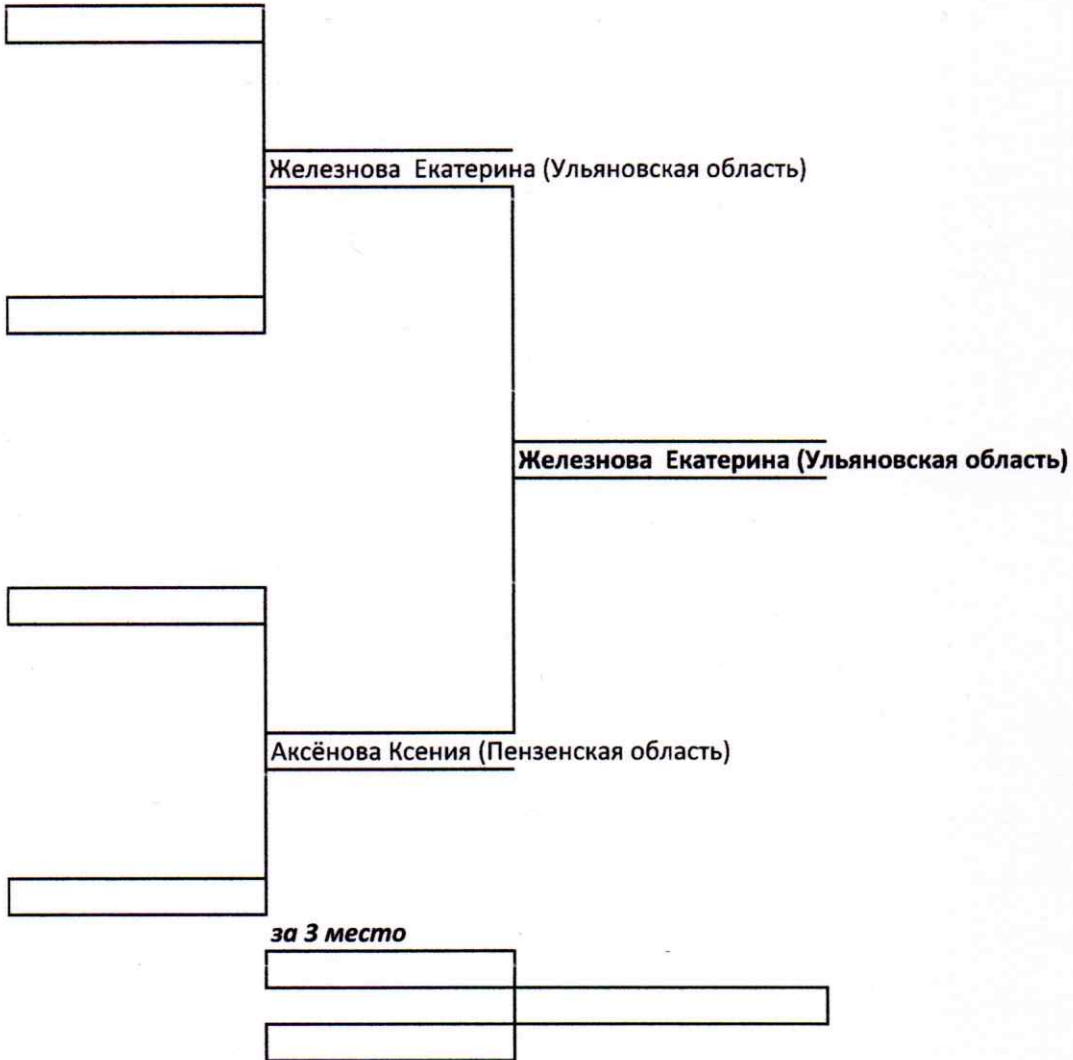 Железнова  Екатерина (Ульяновская область)
Железнова  Екатерина (Ульяновская область)
Аксёнова Ксения (Пензенская область)
за 3 место